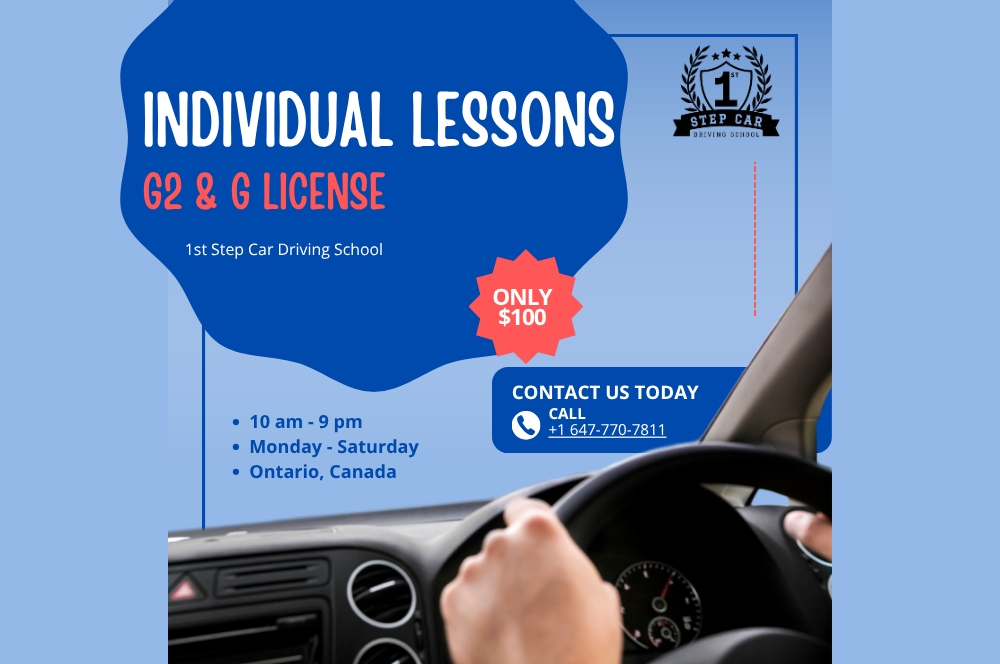 INDIVIDUAL LESSONS
G2 & G LICENSE
1st Step Car Driving School
1ST
STEP CAR
DRIVING SCHOOL
ONLY
$100
CONTACT US TODAY
CALL
+1 647-770-7811
10 am - 9 pm
Monday - Saturday
Ontario, Canada